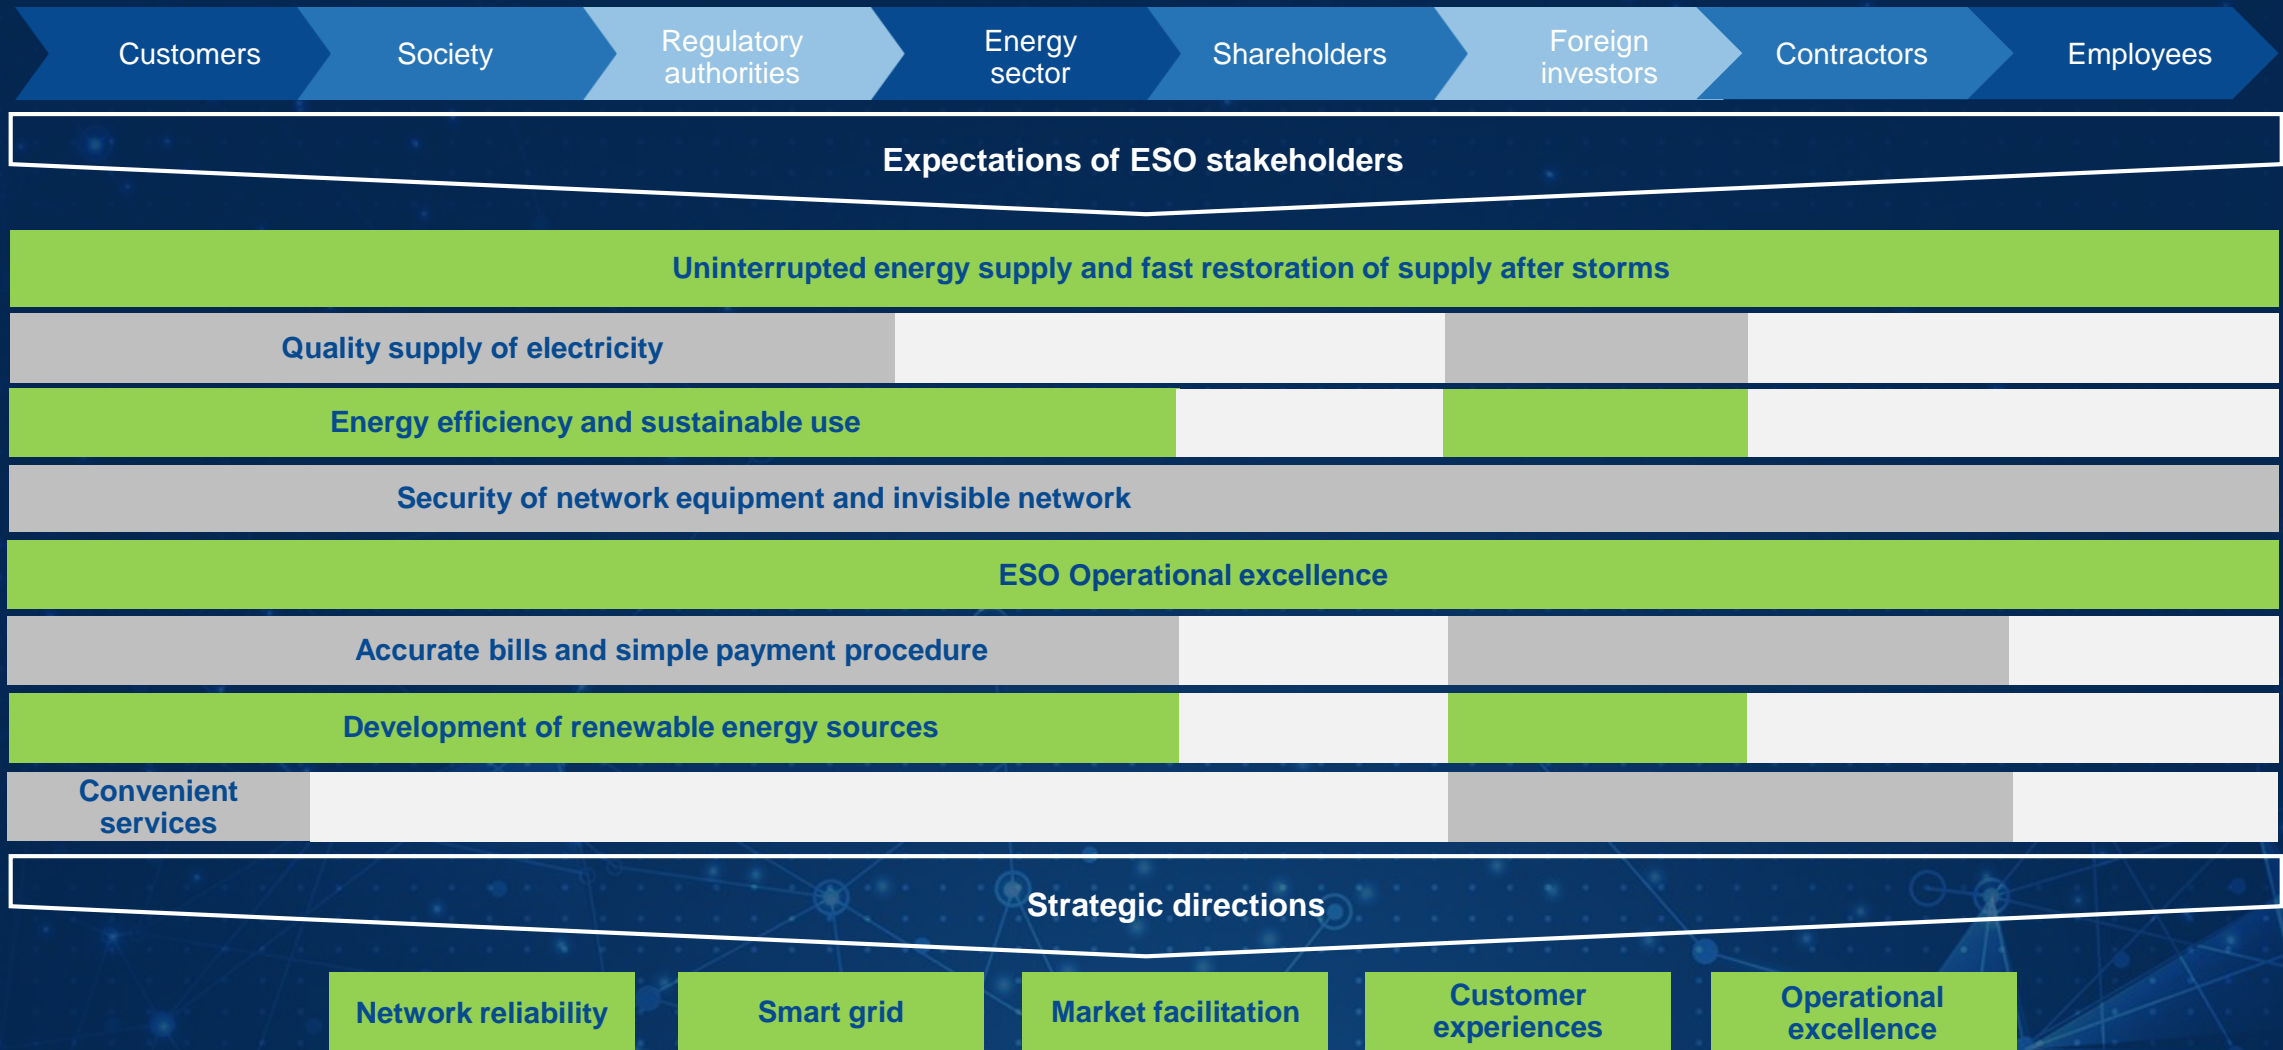 Customers
Society
Regulatory
authorities
Energy
sector
Shareholders
Foreign
investors
Contractors
Employees
Expectations of ESO stakeholders
Uninterrupted energy supply and fast restoration of supply after storms
Quality supply of electricity
Energy efficiency and sustainable use
Security of network equipment and invisible network
ESO Operational excellence
Accurate bills and simple payment procedure
Development of renewable energy sources
Convenient
services
Strategic directions
Network reliability
Smart grid
Market facilitation
Customer
experiences
Operational
excellence